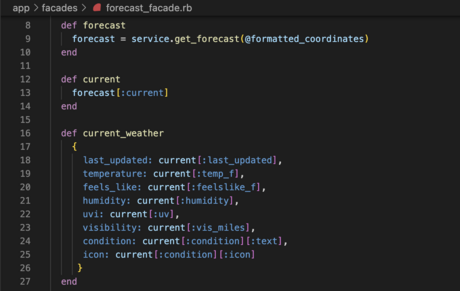 app > facades > forecast_facade.rb
8 def forecast
9 forecast = service.get_forecast(@formatted_coordinates)
10 end
11
12 def current
13 forecast[:current]
14 end
15
16 def current_weather
17 {
18 last_updated: current[:last_updated],
19 temperature: current[:temp_f],
20 feels_like: current[:feelslike_f],
21 humidity: current[:humidity],
22 uvi: current[:uv],
23 visibility: current[:vis_miles],
24 condition: current[:condition][:text],
25 icon: current[:condition][:icon]
26 }
27 end